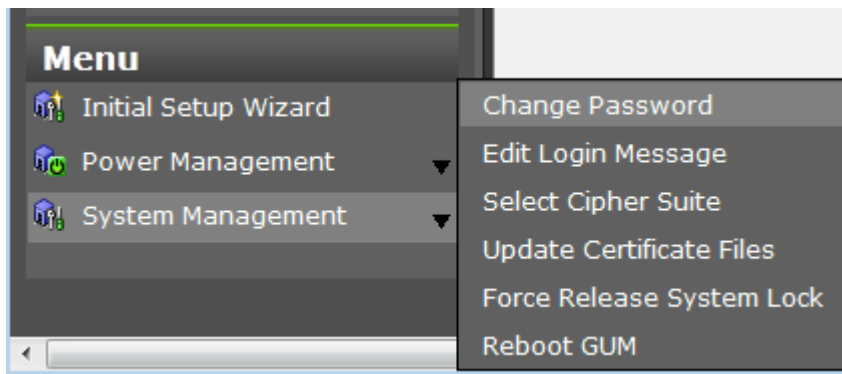 Menu
Initial Setup Wizard
Power Management
System Management
Change Password
Edit Login Message
Select Cipher Suite
Update Certificate Files
Force Release System Lock
Reboot GUM